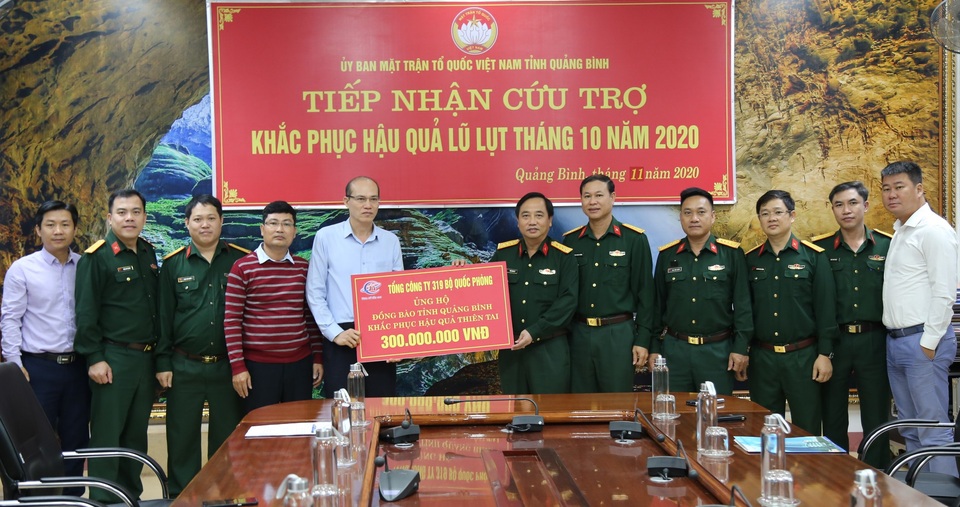 ỦY BAN MẶT TRẬN TỔ QUỐC VIỆT NAM TỈNH QUẢNG BÌNH
TIẾP NHẬN CỨU TRỢ
KHẮC PHỤC HẬU QUẢ LŨ LỤT THÁNG 10 NĂM 2020
Quảng Bình, tháng 11 năm 2020
TỔNG CÔNG TY 319 BỘ QUỐC PHÒNG
ỦNG HỘ
ĐỒNG BÀO TỈNH QUẢNG BÌNH
KHẮC PHỤC HẬU QUẢ THIÊN TAI
300.000.000 VNĐ